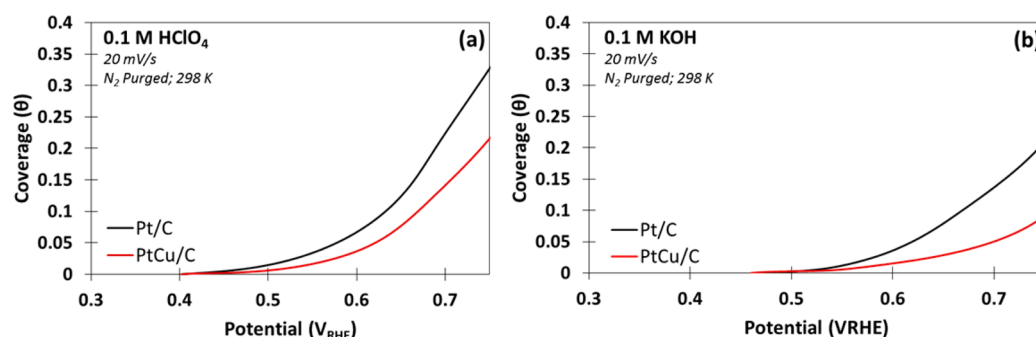 0.1 M HClO4
(a)
20 mV/s
N2 Purged; 298 K
Coverage (θ)
0.4
0.35
0.3
0.25
0.2
0.15
0.1
0.05
0
Pt/C
PtCu/C
0.3 0.4 0.5 0.6 0.7
Potential (VRHE)
0.1 M KOH
(b)
20 mV/s
N2 Purged; 298 K
Coverage (θ)
0.4
0.35
0.3
0.25
0.2
0.15
0.1
0.05
0
Pt/C
PtCu/C
0.3 0.4 0.5 0.6 0.7
Potential (VRHE)